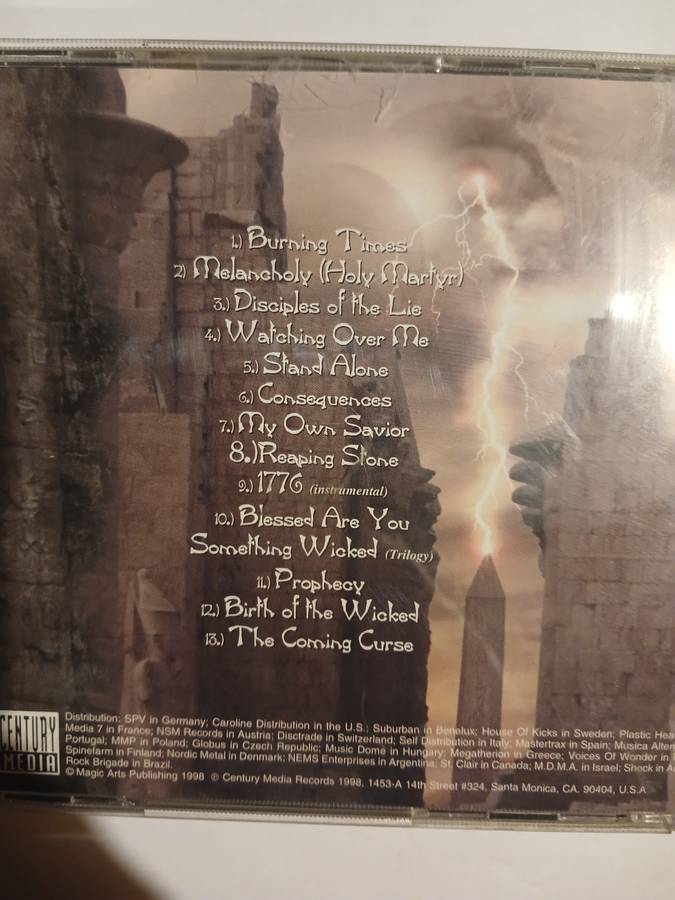 1.) Burning Times
2) Melancholy (Holy Martyr)
3.) Disciples of the Lie
4.) Watching Over Me
5.) Stand Alone
6.) Consequences
7.) My Own Savior
8.) Reaping Stone
9.) 1776 (instrumental)
10.) Blessed Are You
Something Wicked (Trilogy)
11.) Prophecy
12.) Birth of the Wicked
13.) The Coming Curse
CENTURY
MEDIA
Distribution: SPV in Germany; Caroline Distribution in the U.S.; Suburban in Benelux; House Of Kicks in Sweden; Plastic
Media 7 in France; NSM Records in Austria; Disctrade in Switzerland; Self Distribution in Italy; Mastertrax in Spain; Musica
Portugal; MMP in Poland; Globus in Czech Republic; Music Dome in Hungary; Megatherion in Greece; Voices Of Wonder in
Spinefarm in Finland; Nordic Metal in Denmark; NEMS Enterprises in Argentina; St. Clair in Canada; M.D.M.A. in Israel; Shock in
Rock Brigade in Brazil.
© Magic Arts Publishing 1998 ℗ Century Media Records 1998, 1453-A 14th Street #324, Santa Monica, CA. 90404, U.S.A